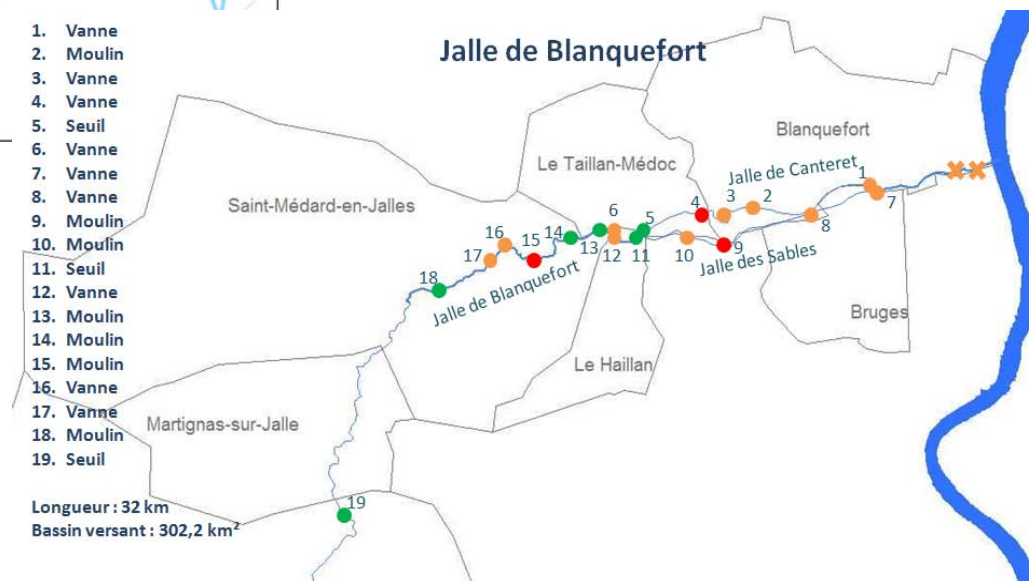 Jalle de Blanquefort
1. Vanne
2. Moulin
3. Vanne
4. Vanne
5. Seuil
6. Vanne
7. Vanne
8. Vanne
9. Moulin
10. Moulin
11. Seuil
12. Vanne
13. Moulin
14. Moulin
15. Moulin
16. Vanne
17. Vanne
18. Moulin
19. Seuil
Longueur : 32 km
Bassin versant : 302,2 km²
Blanquefort
Le Taillan-Médoc
Jalle de Canteret
Saint-Médard-en-Jalles
1
2
3
4
5
6
7
8
9
10
11
12
13
14
15
16
17
18
19
Jalle des Sables
Jalle de Blanquefort
Bruges
Le Haillan
Martignas-sur-Jalle